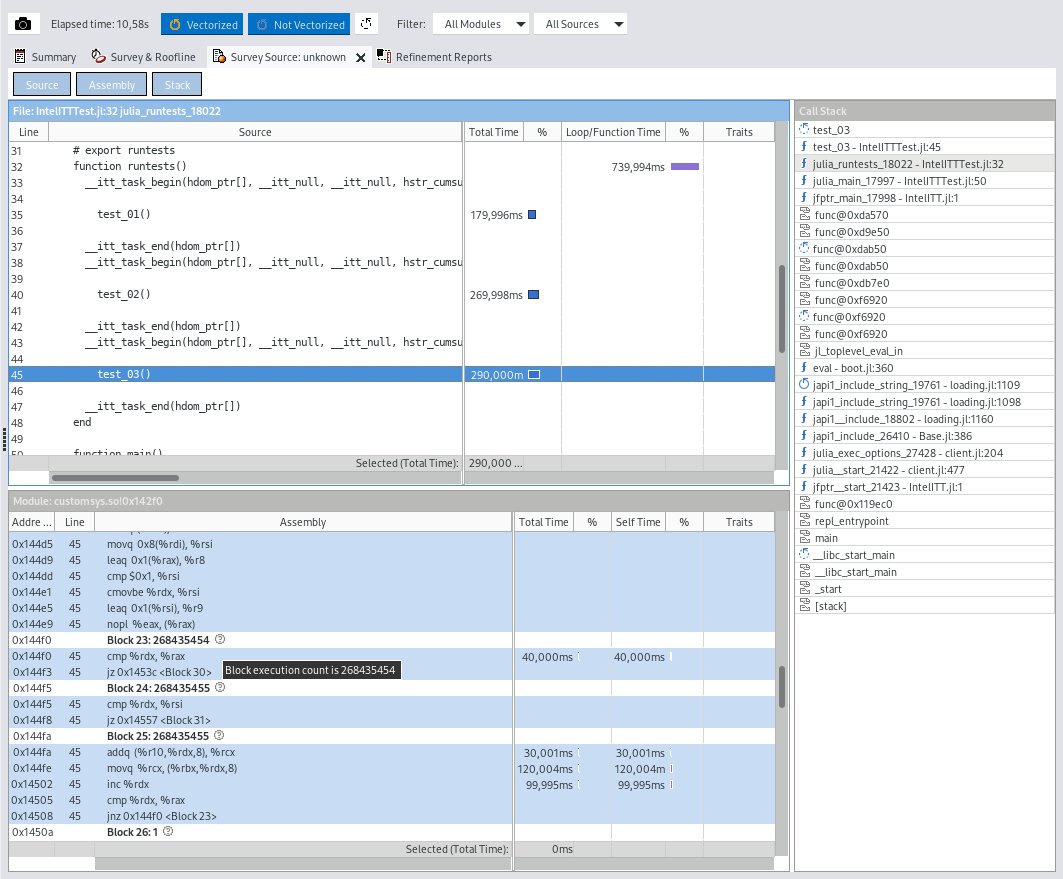 Elapsed time: 10,58s Vectorized Not Vectorized Filter: All Modules All Sources
Summary Survey & Roofline Survey Source: unknown Refinement Reports
Source Assembly Stack
File: IntelITTTest.jl:32 julia_runtests_18022
Line Source Total Time % Loop/Function Time % Traits
31 # export runtests
32 function runtests() 739,994ms
33 __itt_task_begin(hdom_ptr[], __itt_null, __itt_null, hstr_cumsu
34
35 test_01() 179,996ms
36
37 __itt_task_end(hdom_ptr[])
38 __itt_task_begin(hdom_ptr[], __itt_null, __itt_null, hstr_cumsu
39
40 test_02() 269,998ms
41
42 __itt_task_end(hdom_ptr[])
43 __itt_task_begin(hdom_ptr[], __itt_null, __itt_null, hstr_cumsu
44
45 test_03() 290,000m
46
47 __itt_task_end(hdom_ptr[])
48 end
49
50 function main()
Selected (Total Time): 290,000 ...
Module: customsys.so!0x142f0
Addre ... Line Assembly Total Time % Self Time % Traits
0x144d5 45 movq 0x8(%rdi), %rsi
0x144d9 45 leaq 0x1(%rax), %r8
0x144dd 45 cmp $0x1, %rsi
0x144e1 45 cmovbe %rdx, %rsi
0x144e5 45 leaq 0x1(%rsi), %r9
0x144e9 45 nopl %eax, (%rax)
0x144f0 Block 23: 268435454
0x144f0 45 cmp %rdx, %rax 40,000ms 40,000ms
0x144f3 45 jz 0x1453c <Block 30>
Block execution count is 268435454
0x144f5 Block 24: 268435455
0x144f5 45 cmp %rdx, %rsi
0x144f8 45 jz 0x14557 <Block 31>
0x144fa Block 25: 268435455
0x144fa 45 addq (%r10,%rdx,8), %rcx 30,001ms 30,001ms
0x144fe 45 movq %rcx, (%rbx,%rdx,8) 120,004ms 120,004m
0x14502 45 inc %rdx 99,995ms 99,995ms
0x14505 45 cmp %rdx, %rax
0x14508 45 jnz 0x144f0 <Block 23>
0x1450a Block 26: 1
Selected (Total Time): 0ms
Call Stack
test_03
test_03 - IntelITTTest.jl:45
julia_runtests_18022 - IntelITTTest.jl:32
julia_main_17997 - IntelITTTest.jl:50
jfptr_main_17998 - IntelITT.jl:1
func@0xda570
func@0xd9e50
func@0xdab50
func@0xdab50
func@0xdb7e0
func@0xf6920
func@0xf6920
func@0xf6920
jl_toplevel_eval_in
eval - boot.jl:360
japi1_include_string_19761 - loading.jl:1109
japi1_include_string_19761 - loading.jl:1098
japi1__include_18802 - loading.jl:1160
japi1_include_26410 - Base.jl:386
julia_exec_options_27428 - client.jl:204
julia__start_21422 - client.jl:477
jfptr__start_21423 - IntelITT.jl:1
func@0x119ec0
repl_entrypoint
main
__libc_start_main
__libc_start_main
_start
[stack]